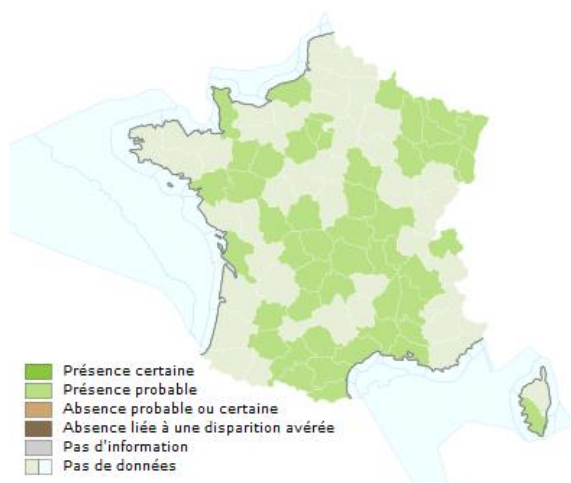 Présence certaine
Présence probable
Absence probable ou certaine
Absence liée à une disparition avérée
Pas d'information
Pas de données